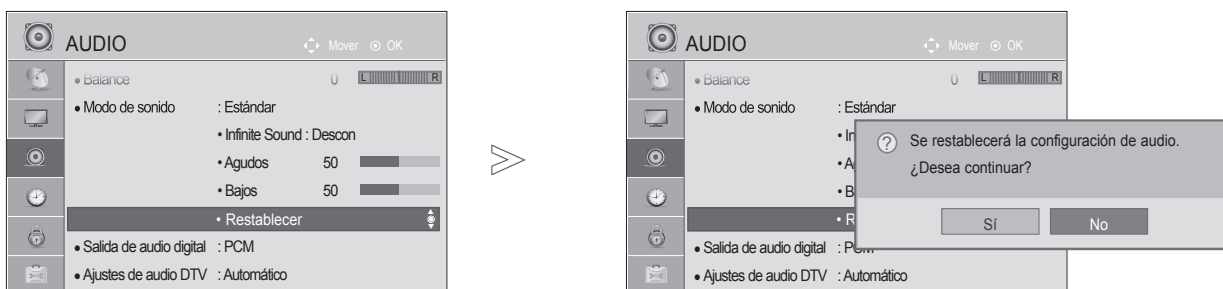 AUDIO Mover OK
• Balance 0 L R
• Modo de sonido : Estándar
• Infinite Sound : Descon
• Agudos 50
• Bajos 50
• Restablecer
• Salida de audio digital : PCM
• Ajustes de audio DTV : Automático
AUDIO Mover OK
• Balance 0 L R
• Modo de sonido : Estándar
Se restablecerá la configuración de audio.
¿Desea continuar?
Sí No
• Salida de audio digital :
• Ajustes de audio DTV : Automático